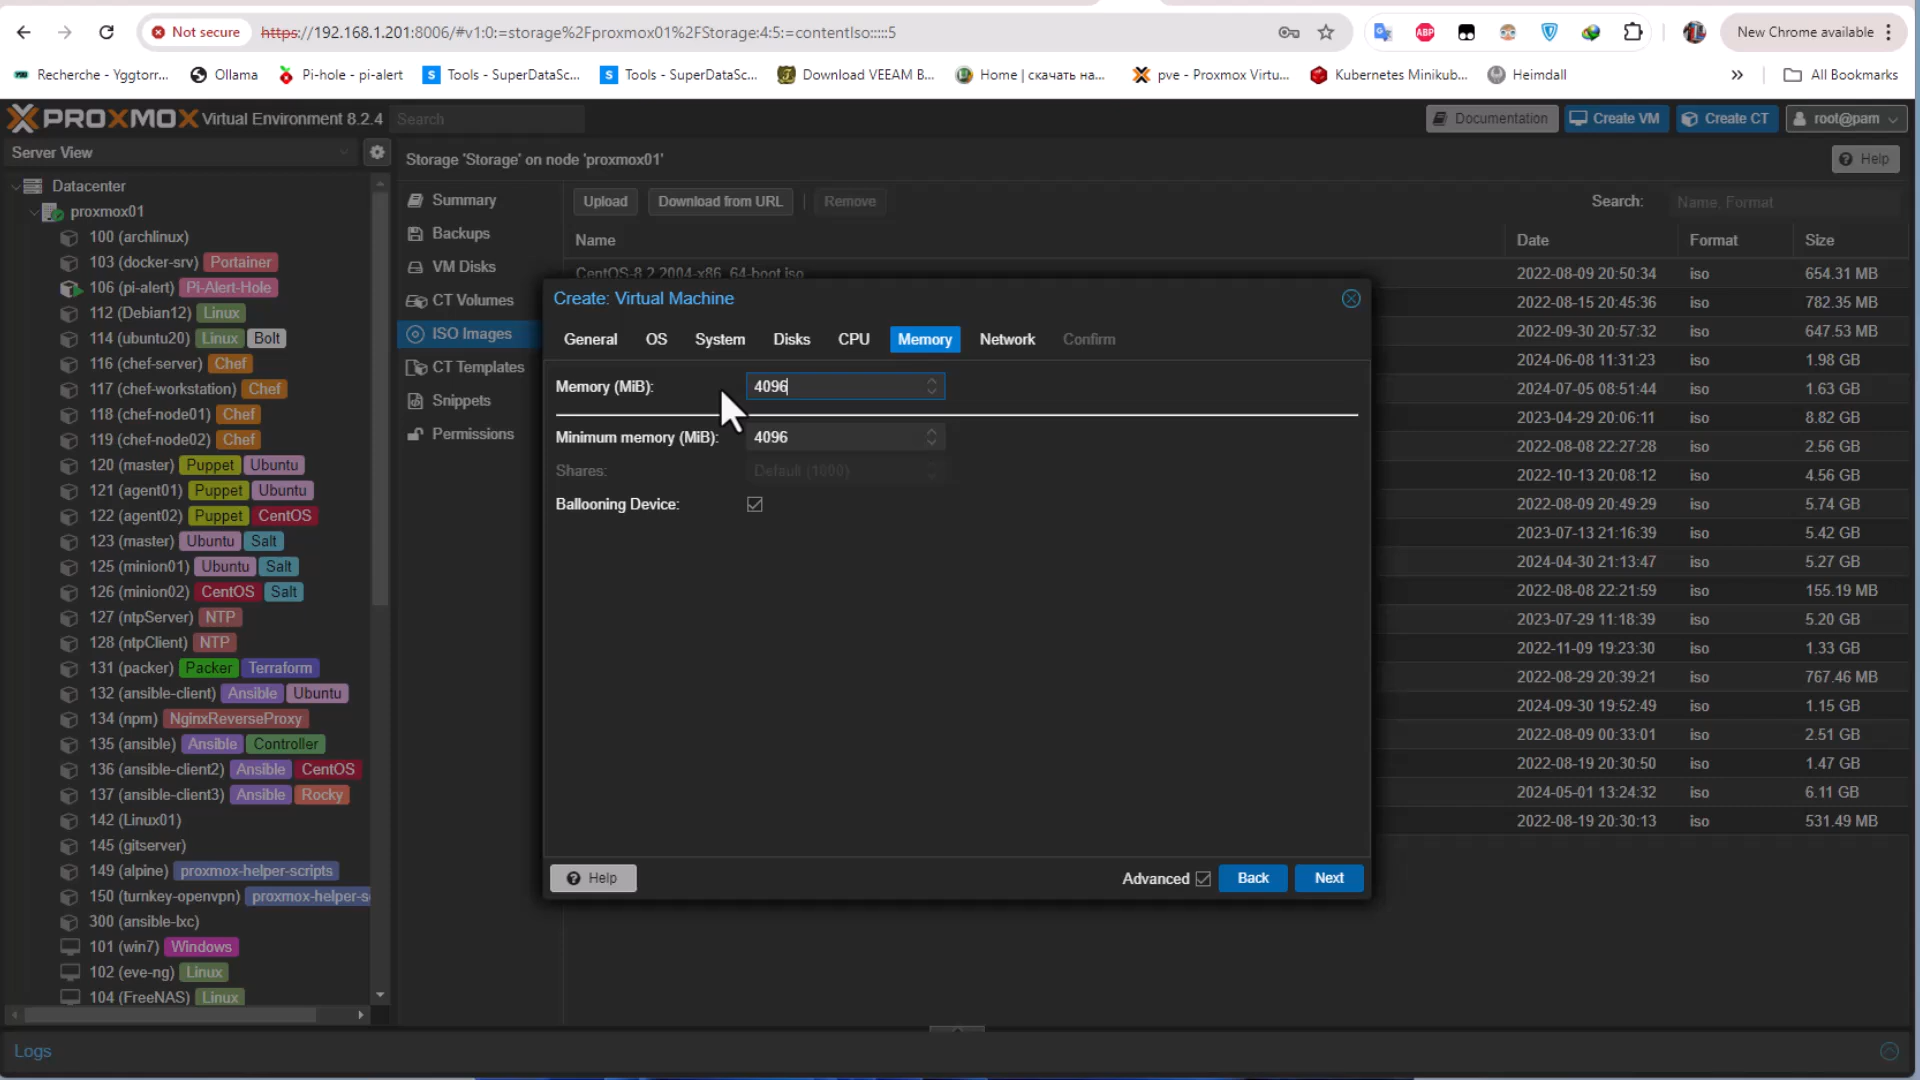 Not secure
https://192.168.1.201:8006/#v1:0:=storage%2Fproxmox01%2FStorage:4:5:=contentIso:::::5
ABP
New Chrome available
Recherche - Yggtorr...
Ollama
Pi-hole - pi-alert
S
Tools - SuperDataSc...
S
Tools - SuperDataSc...
Download VEEAM B...
Home | скачать на...
pve - Proxmox Virtu...
Kubernetes Minikub...
Heimdall
All Bookmarks
PROXMOX Virtual Environment 8.2.4
Search
Documentation
Create VM
Create CT
root@pam
Server View
Storage 'Storage' on node 'proxmox01'
Help
Datacenter
proxmox01
100 (archlinux)
103 (docker-srv) Portainer
106 (pi-alert) Pi-Alert-Hole
112 (Debian12) Linux
114 (ubuntu20) Linux Bolt
116 (chef-server) Chef
117 (chef-workstation) Chef
118 (chef-node01) Chef
119 (chef-node02) Chef
120 (master) Puppet Ubuntu
121 (agent01) Puppet Ubuntu
122 (agent02) Puppet CentOS
123 (master) Ubuntu Salt
125 (minion01) Ubuntu Salt
126 (minion02) CentOS Salt
127 (ntpServer) NTP
128 (ntpClient) NTP
131 (packer) Packer Terraform
132 (ansible-client) Ansible Ubuntu
134 (npm) NginxReverseProxy
135 (ansible) Ansible Controller
136 (ansible-client2) Ansible CentOS
137 (ansible-client3) Ansible Rocky
142 (Linux01)
145 (gitserver)
149 (alpine) proxmox-helper-scripts
150 (turnkey-openvpn) proxmox-helper-s
300 (ansible-lxc)
101 (win7) Windows
102 (eve-ng) Linux
104 (FreeNAS) Linux
Summary
Backups
VM Disks
CT Volumes
ISO Images
CT Templates
Snippets
Permissions
Upload
Download from URL
Remove
Search:
Name, Format
Name Date Format Size
CentOS-8.2.2004-x86_64-boot.iso 2022-08-09 20:50:34 iso 654.31 MB
2022-08-15 20:45:36 iso 782.35 MB
2022-09-30 20:57:32 iso 647.53 MB
2024-06-08 11:31:23 iso 1.98 GB
2024-07-05 08:51:44 iso 1.63 GB
2023-04-29 20:06:11 iso 8.82 GB
2022-08-08 22:27:28 iso 2.56 GB
2022-10-13 20:08:12 iso 4.56 GB
2022-08-09 20:49:29 iso 5.74 GB
2023-07-13 21:16:39 iso 5.42 GB
2024-04-30 21:13:47 iso 5.27 GB
2022-08-08 22:21:59 iso 155.19 MB
2023-07-29 11:18:39 iso 5.20 GB
2022-11-09 19:23:30 iso 1.33 GB
2022-08-29 20:39:21 iso 767.46 MB
2024-09-30 19:52:49 iso 1.15 GB
2022-08-09 00:33:01 iso 2.51 GB
2022-08-19 20:30:50 iso 1.47 GB
2024-05-01 13:24:32 iso 6.11 GB
2022-08-19 20:30:13 iso 531.49 MB
Create: Virtual Machine
General OS System Disks CPU Memory Network Confirm
Memory (MiB): 4096
Minimum memory (MiB): 4096
Shares: Default (1000)
Ballooning Device:
Help
Advanced
Back
Next
Logs